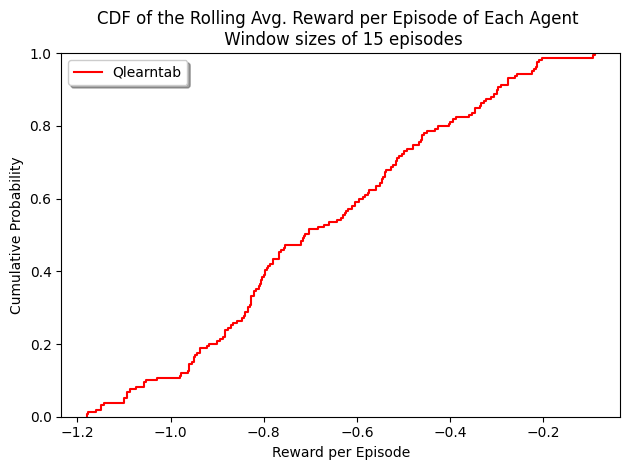 CDF of the Rolling Avg. Reward per Episode of Each Agent
Window sizes of 15 episodes
Qlearntab
1.0
0.8
0.6
0.4
0.2
0.0
Cumulative Probability
−1.2 −1.0 −0.8 −0.6 −0.4 −0.2
Reward per Episode